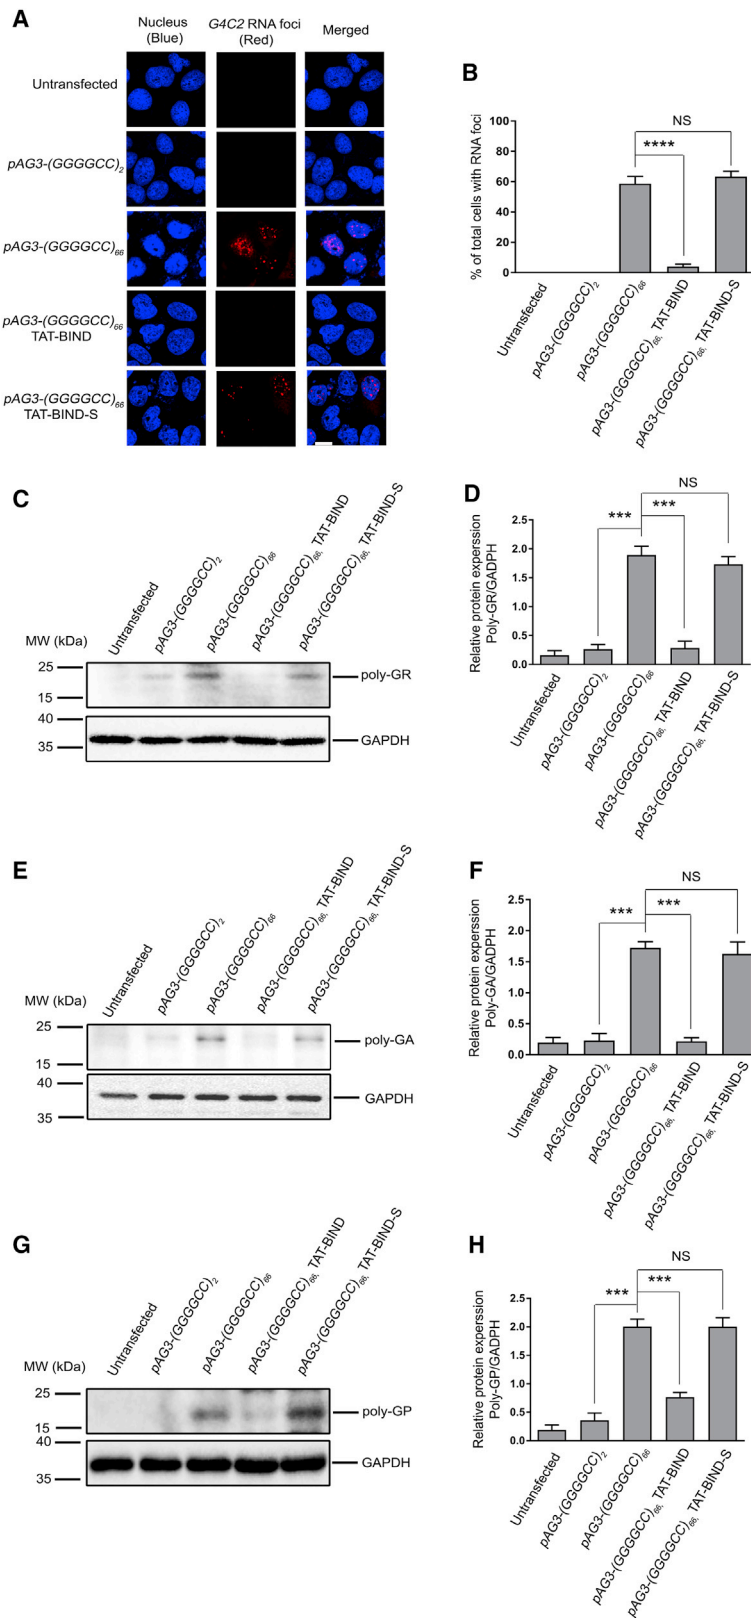 A
Nucleus
(Blue)
G4C2 RNA foci
(Red)
Merged
Untransfected
pAG3-(GGGGCC)2
pAG3-(GGGGCC)66
pAG3-(GGGGCC)66
TAT-BIND
pAG3-(GGGGCC)66
TAT-BIND-S
B
% of total cells with RNA foci
100
80
60
40
20
0
NS
****
Untransfected
pAG3-(GGGGCC)2
pAG3-(GGGGCC)66
pAG3-(GGGGCC)66, TAT-BIND
pAG3-(GGGGCC)66, TAT-BIND-S
C
Untransfected
pAG3-(GGGGCC)2
pAG3-(GGGGCC)66
pAG3-(GGGGCC)66, TAT-BIND
pAG3-(GGGGCC)66, TAT-BIND-S
MW (kDa)
25
15
40
35
poly-GR
GAPDH
D
Relative protein experssion
Poly-GR/GADPH
2.5
2.0
1.5
1.0
0.5
0.0
NS
***
***
Untransfected
pAG3-(GGGGCC)2
pAG3-(GGGGCC)66
pAG3-(GGGGCC)66, TAT-BIND
pAG3-(GGGGCC)66, TAT-BIND-S
E
Untransfected
pAG3-(GGGGCC)2
pAG3-(GGGGCC)66
pAG3-(GGGGCC)66, TAT-BIND
pAG3-(GGGGCC)66, TAT-BIND-S
MW (kDa)
25
15
40
35
poly-GA
GAPDH
F
Relative protein experssion
Poly-GA/GADPH
2.5
2.0
1.5
1.0
0.5
0.0
NS
***
***
Untransfected
pAG3-(GGGGCC)2
pAG3-(GGGGCC)66
pAG3-(GGGGCC)66, TAT-BIND
pAG3-(GGGGCC)66, TAT-BIND-S
G
Untransfected
pAG3-(GGGGCC)2
pAG3-(GGGGCC)66
pAG3-(GGGGCC)66, TAT-BIND
pAG3-(GGGGCC)66, TAT-BIND-S
MW (kDa)
25
15
40
35
poly-GP
GAPDH
H
Relative protein experssion
Poly-GP/GADPH
2.5
2.0
1.5
1.0
0.5
0.0
NS
***
***
Untransfected
pAG3-(GGGGCC)2
pAG3-(GGGGCC)66
pAG3-(GGGGCC)66, TAT-BIND
pAG3-(GGGGCC)66, TAT-BIND-S